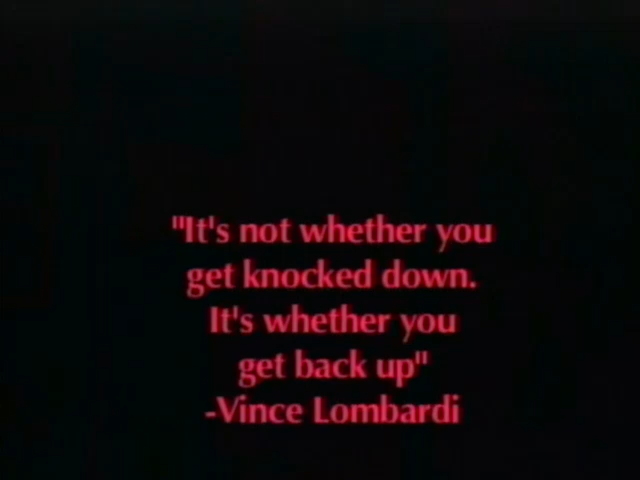 "It's not whether you
get knocked down.
It's whether you
get back up"
-Vince Lombardi